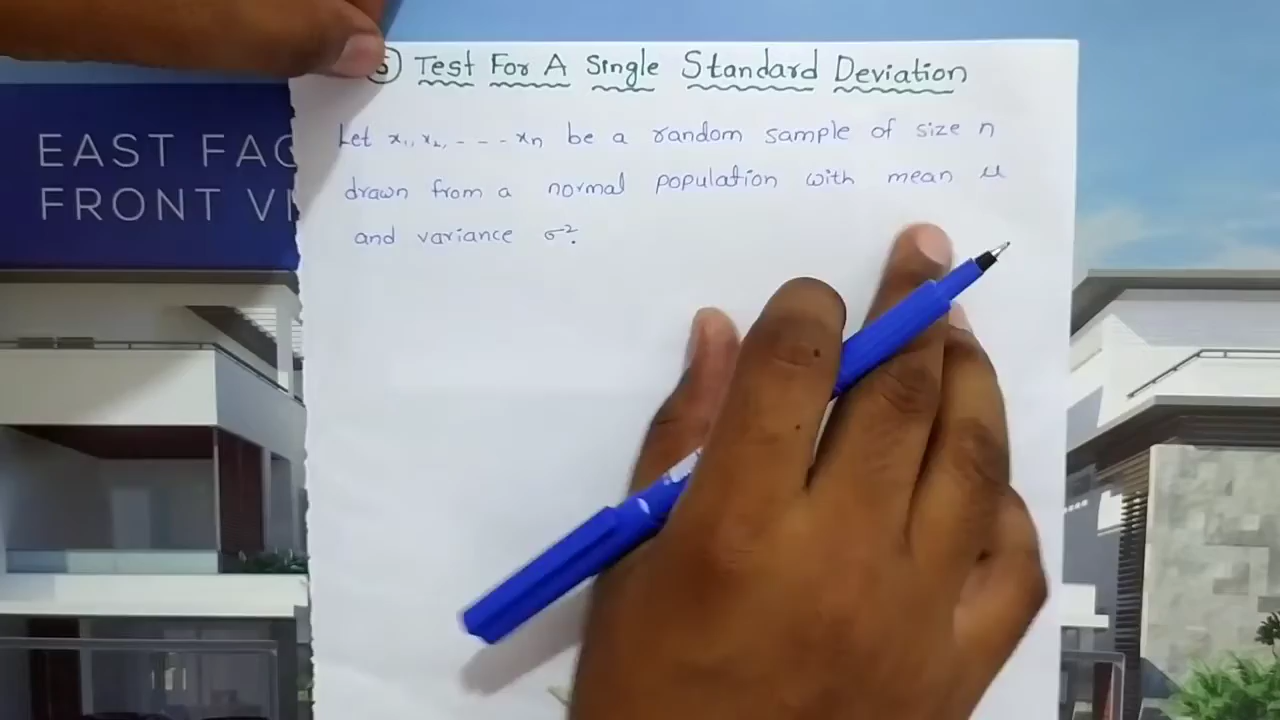 5) Test For A Single Standard Deviation
Let x₁, x₂, - - - - xn be a random sample of size n
drawn from a normal population with mean μ
and variance σ².
EAST FAC
FRONT VI